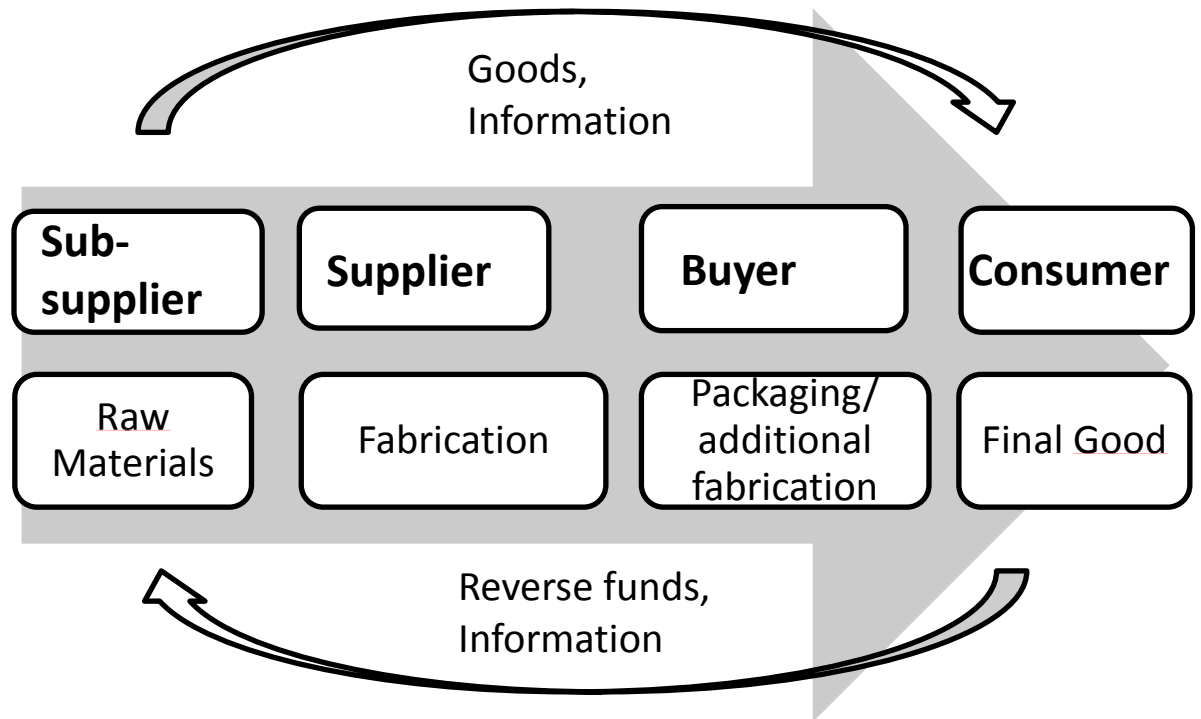 Goods,
Information
Sub-
supplier
Supplier
Buyer
Consumer
Raw
Materials
Fabrication
Packaging/
additional
fabrication
Final Good
Reverse funds,
Information